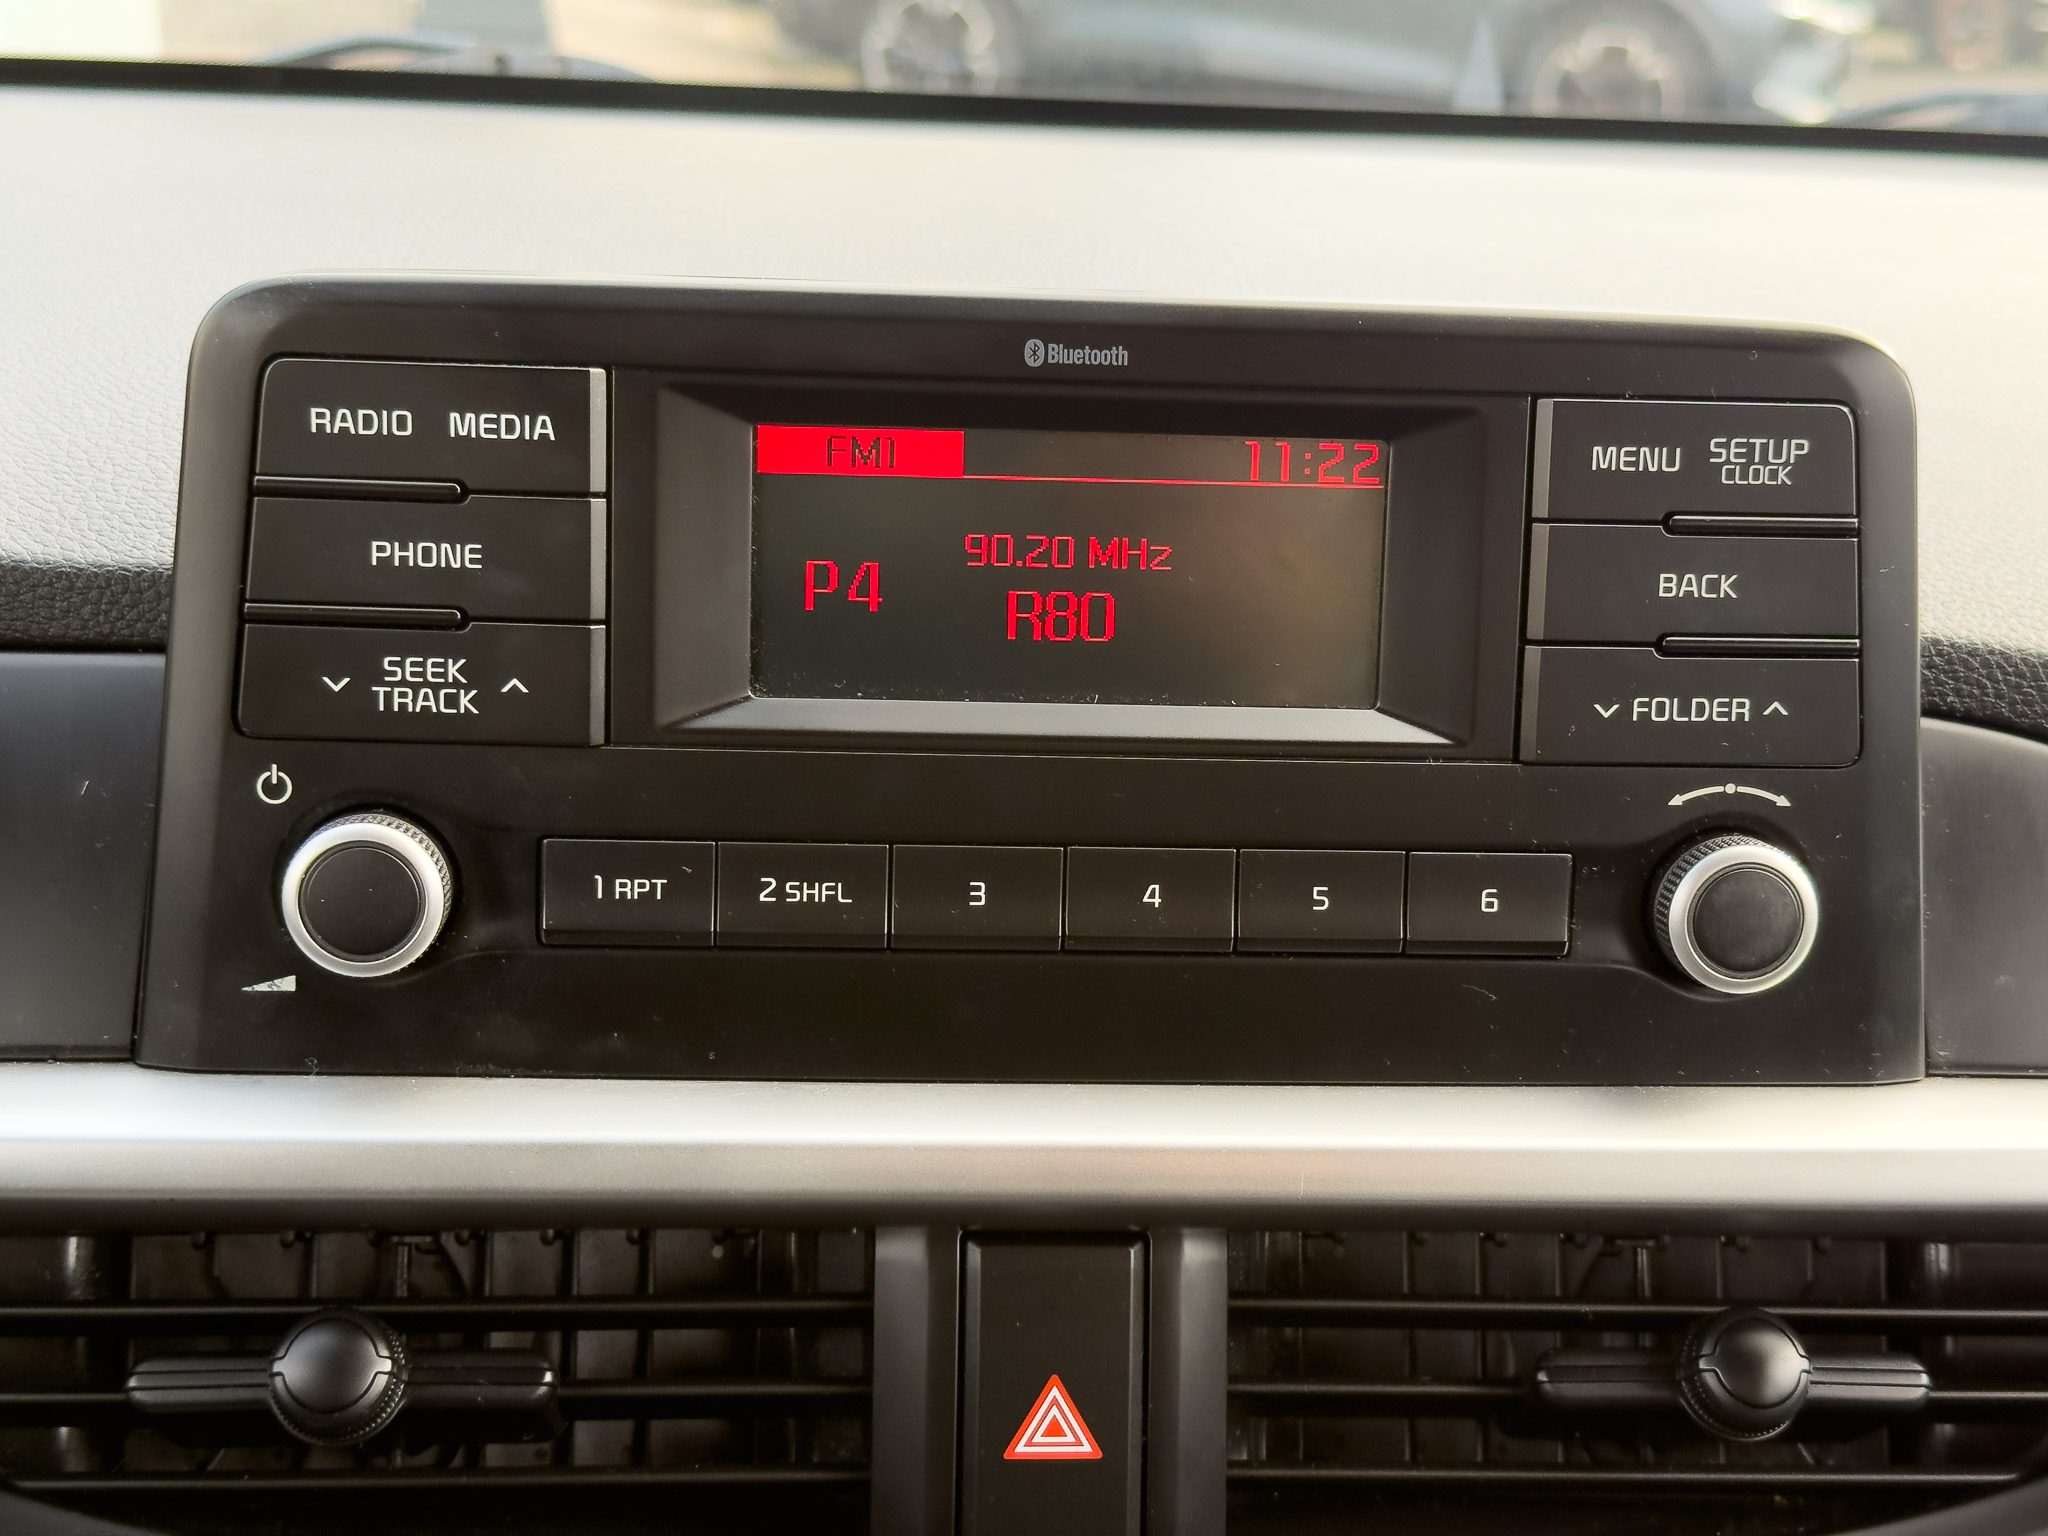 Bluetooth
RADIO MEDIA
FM1 11:22
MENU SETUP
CLOCK
PHONE
90.20 MHz
P4 R80
BACK
SEEK
TRACK
FOLDER
1 RPT 2 SHFL 3 4 5 6